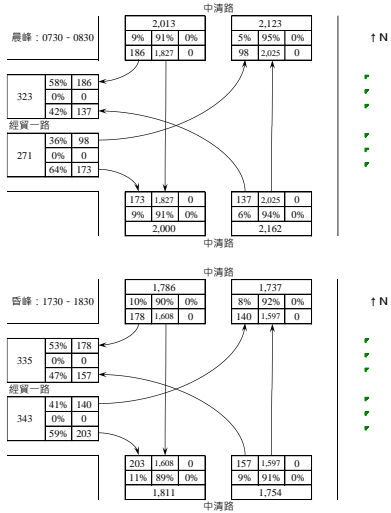 中清路
晨峰：0730 - 0830
2,013 2,123
9% 91% 0% 5% 95% 0%
186 1,827 0 98 2,025 0
↑N
58% 186
323 0% 0
42% 137
經貿一路
36% 98
271 0% 0
64% 173
173 1,827 0 137 2,025 0
9% 91% 0% 6% 94% 0%
2,000 2,162
中清路
中清路
昏峰：1730 - 1830
1,786 1,737
10% 90% 0% 8% 92% 0%
178 1,608 0 140 1,597 0
↑N
53% 178
335 0% 0
47% 157
經貿一路
41% 140
343 0% 0
59% 203
203 1,608 0 157 1,597 0
11% 89% 0% 9% 91% 0%
1,811 1,754
中清路